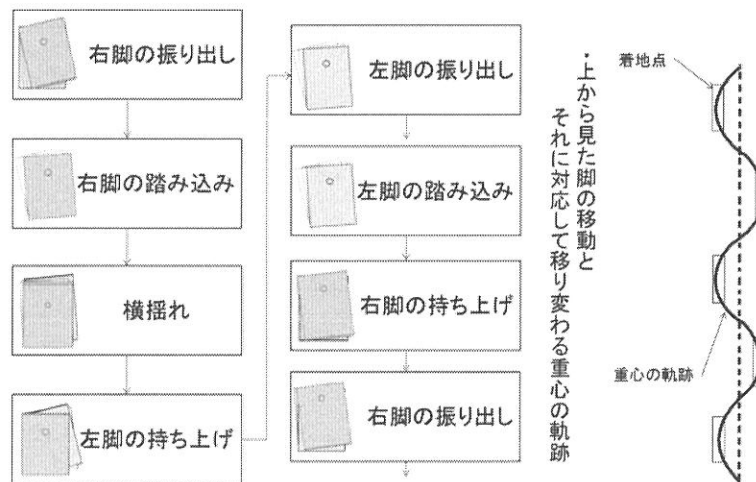 右脚の振り出し
右脚の踏み込み
横揺れ
左脚の持ち上げ
左脚の振り出し
左脚の踏み込み
右脚の持ち上げ
右脚の振り出し
・上から見た脚の移動と
それに対応して移り変わる重心の軌跡
着地点
重心の軌跡